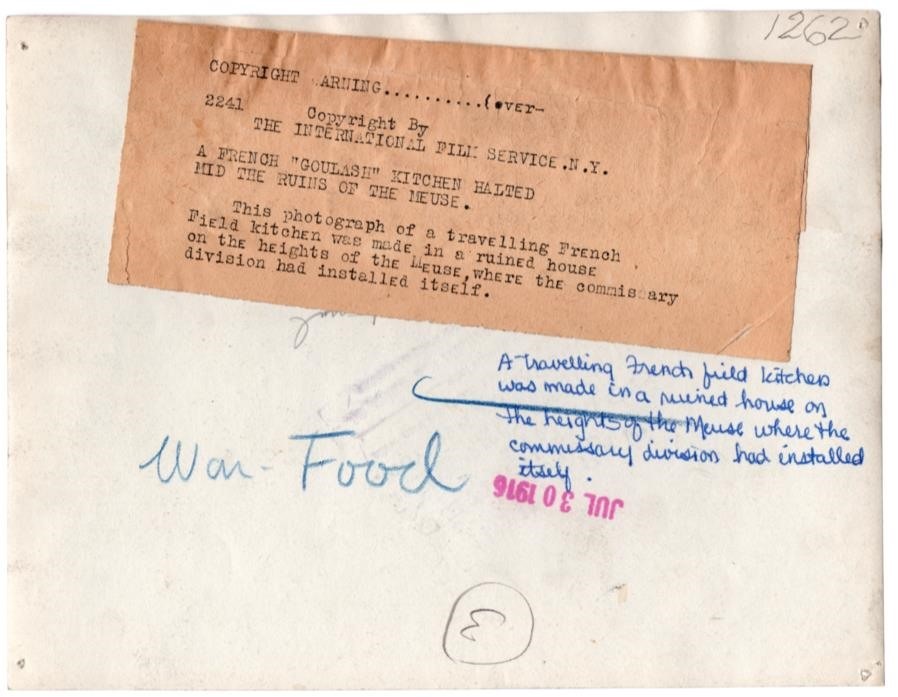 1262
COPYRIGHT ARNING..........(OVER-
2241 Copyright By
THE INTERNATIONAL FILM SERVICE.N.Y.
A FRENCH "GOULASH" KITCHEN HALTED
MID THE RUINS OF THE MEUSE.
This photograph of a travelling French
Field kitchen was made in a ruined house
on the heights of the Meuse,where the commissary
division had installed itself.
A travelling French field kitchen
was made in a ruined house on
the heights of the Meuse where the
commissary division had installed
itself.
War-Food
JUL 30 1916
3